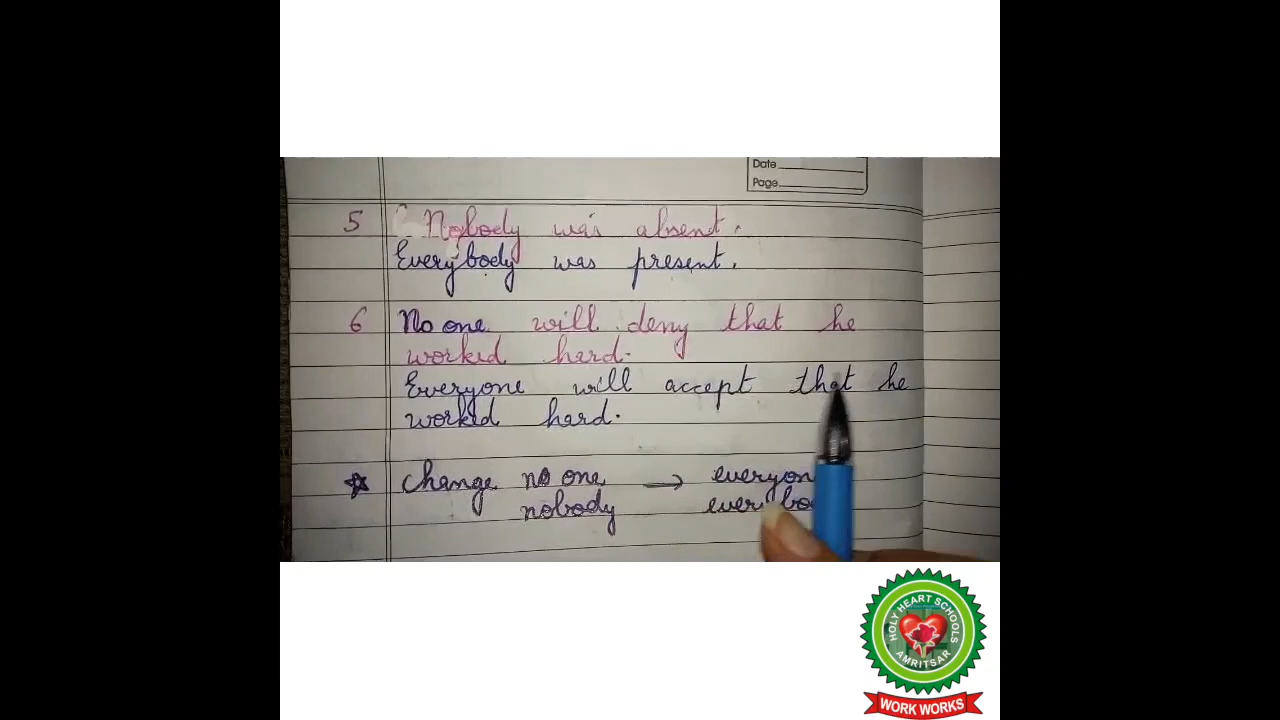 Date
Page
5 Nobody was absent.
Everybody was present.
6 No one will deny that he
worked hard.
Everyone will accept that he
worked hard.
change no one → everyon
nobody
HOLY HEART SCHOOLS
AMRITSAR
WORK WORKS